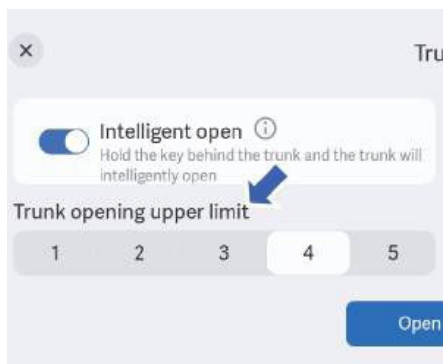 Tru
Intelligent open
Hold the key behind the trunk and the trunk will
intelligently open
Trunk opening upper limit
1 2 3 4 5
Open